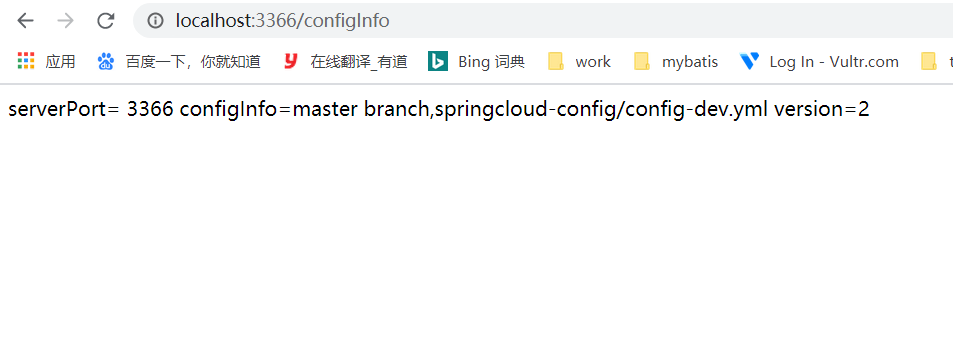 localhost:3366/configInfo
应用 百度一下，你就知道 在线翻译_有道 Bing 词典 work mybatis Log In - Vultr.com
serverPort= 3366 configInfo=master branch,springcloud-config/config-dev.yml version=2